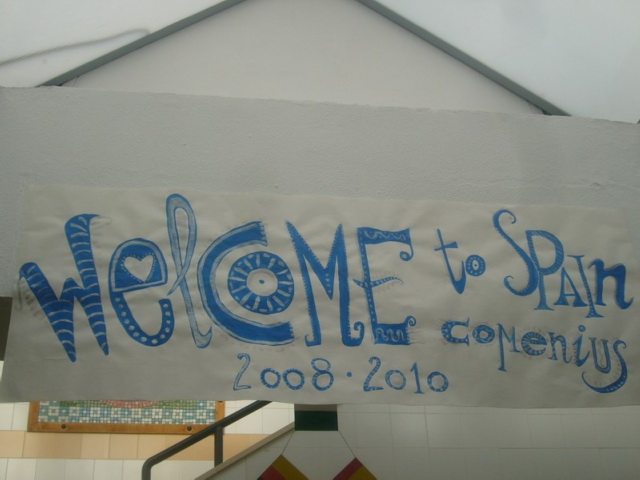 WelCOME to SPAIn
COMenius
2008 · 2010